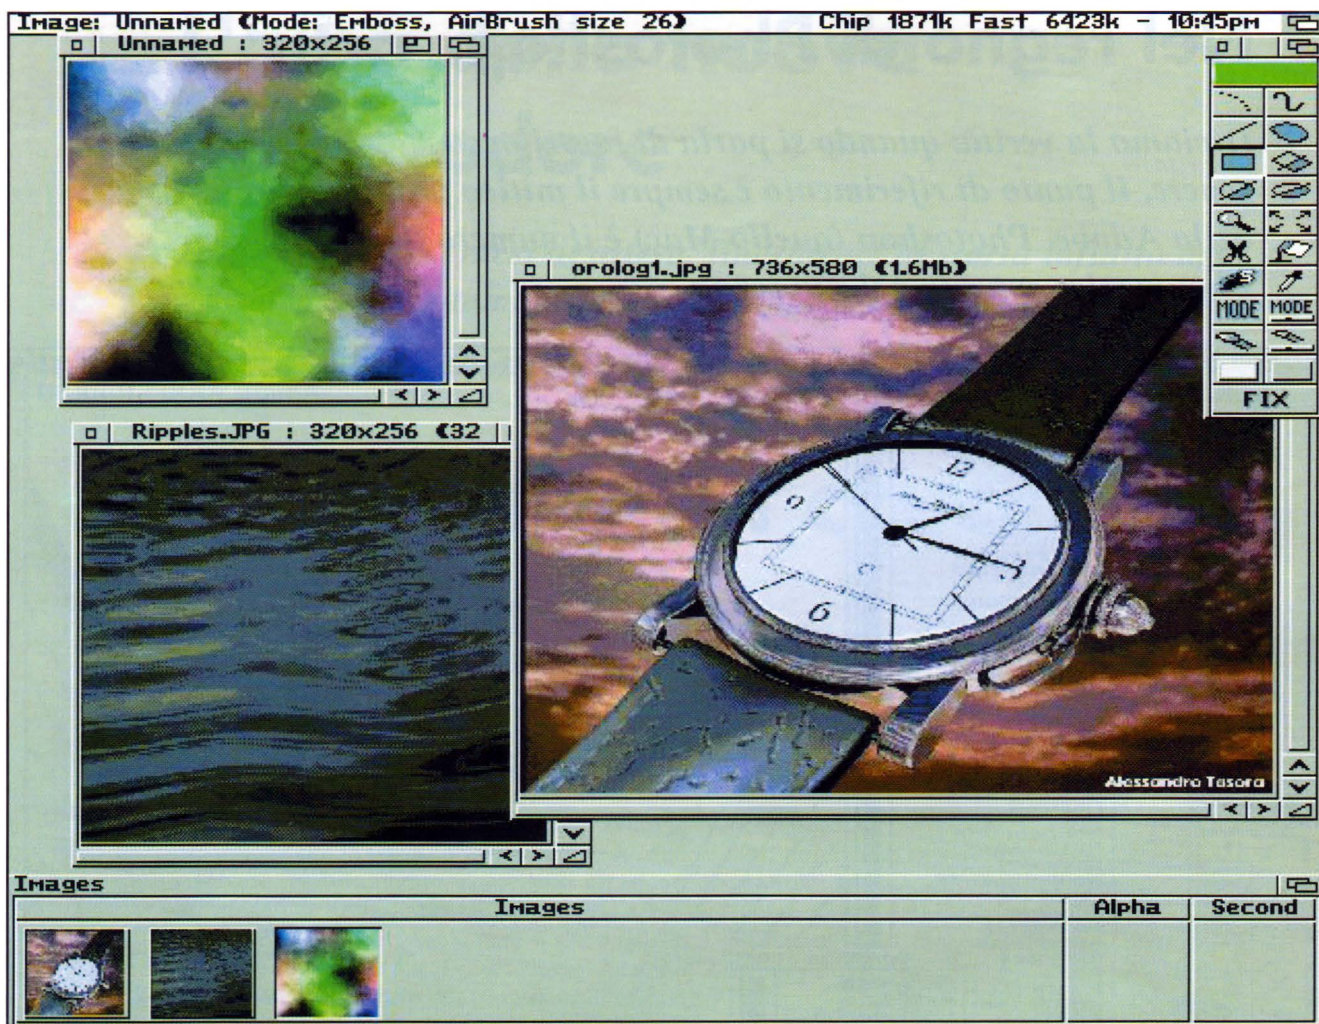 Image: Unnamed (Mode: Emboss, AirBrush size 26) Chip 1871k Fast 6423k - 10:45pm
Unnamed : 320x256
orolog1.jpg : 736x580 (1.6Mb)
MODE MODE
FIX
Ripples.JPG : 320x256 (32
12
6
Alessandro Tasora
Images
Images Alpha Second